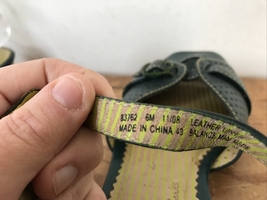 83762 6M 11/08 LEATHER UPPER
MADE IN CHINA 43 BALANCE MAN MADE